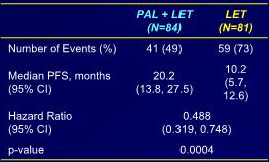 PAL + LET LET
(N=84) (N=81)
Number of Events (%) 41 (49) 59 (73)
Median PFS, months 20.2 10.2
(95% CI) (13.8, 27.5) (5.7,
12.6)
Hazard Ratio 0.488
(95% CI) (0.319, 0.748)
p-value 0.0004